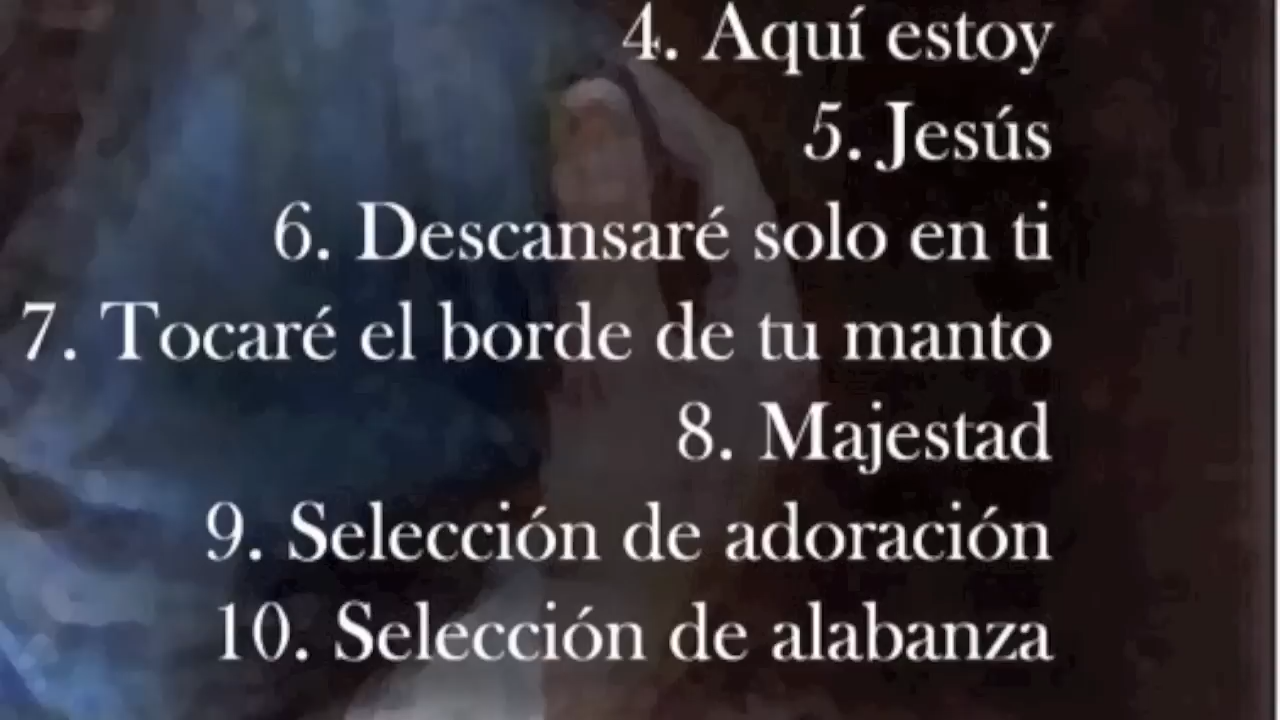 4. Aquí estoy
5. Jesús
6. Descansaré solo en ti
7. Tocaré el borde de tu manto
8. Majestad
9. Selección de adoración
10. Selección de alabanza